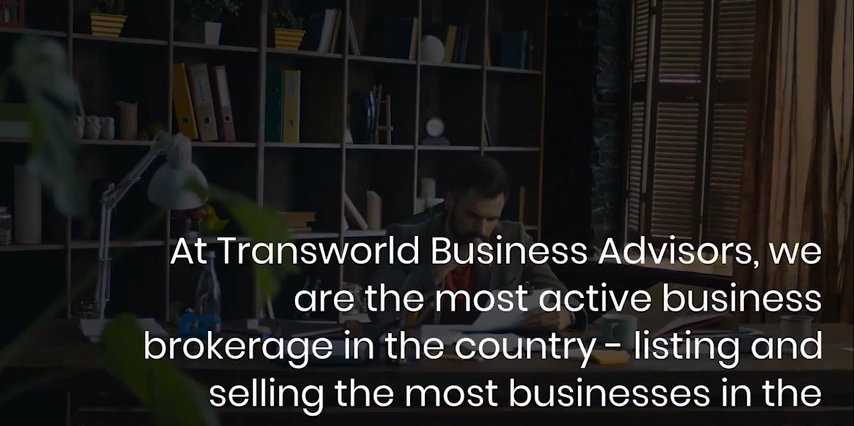 At Transworld Business Advisors, we
are the most active business
brokerage in the country - listing and
selling the most businesses in the